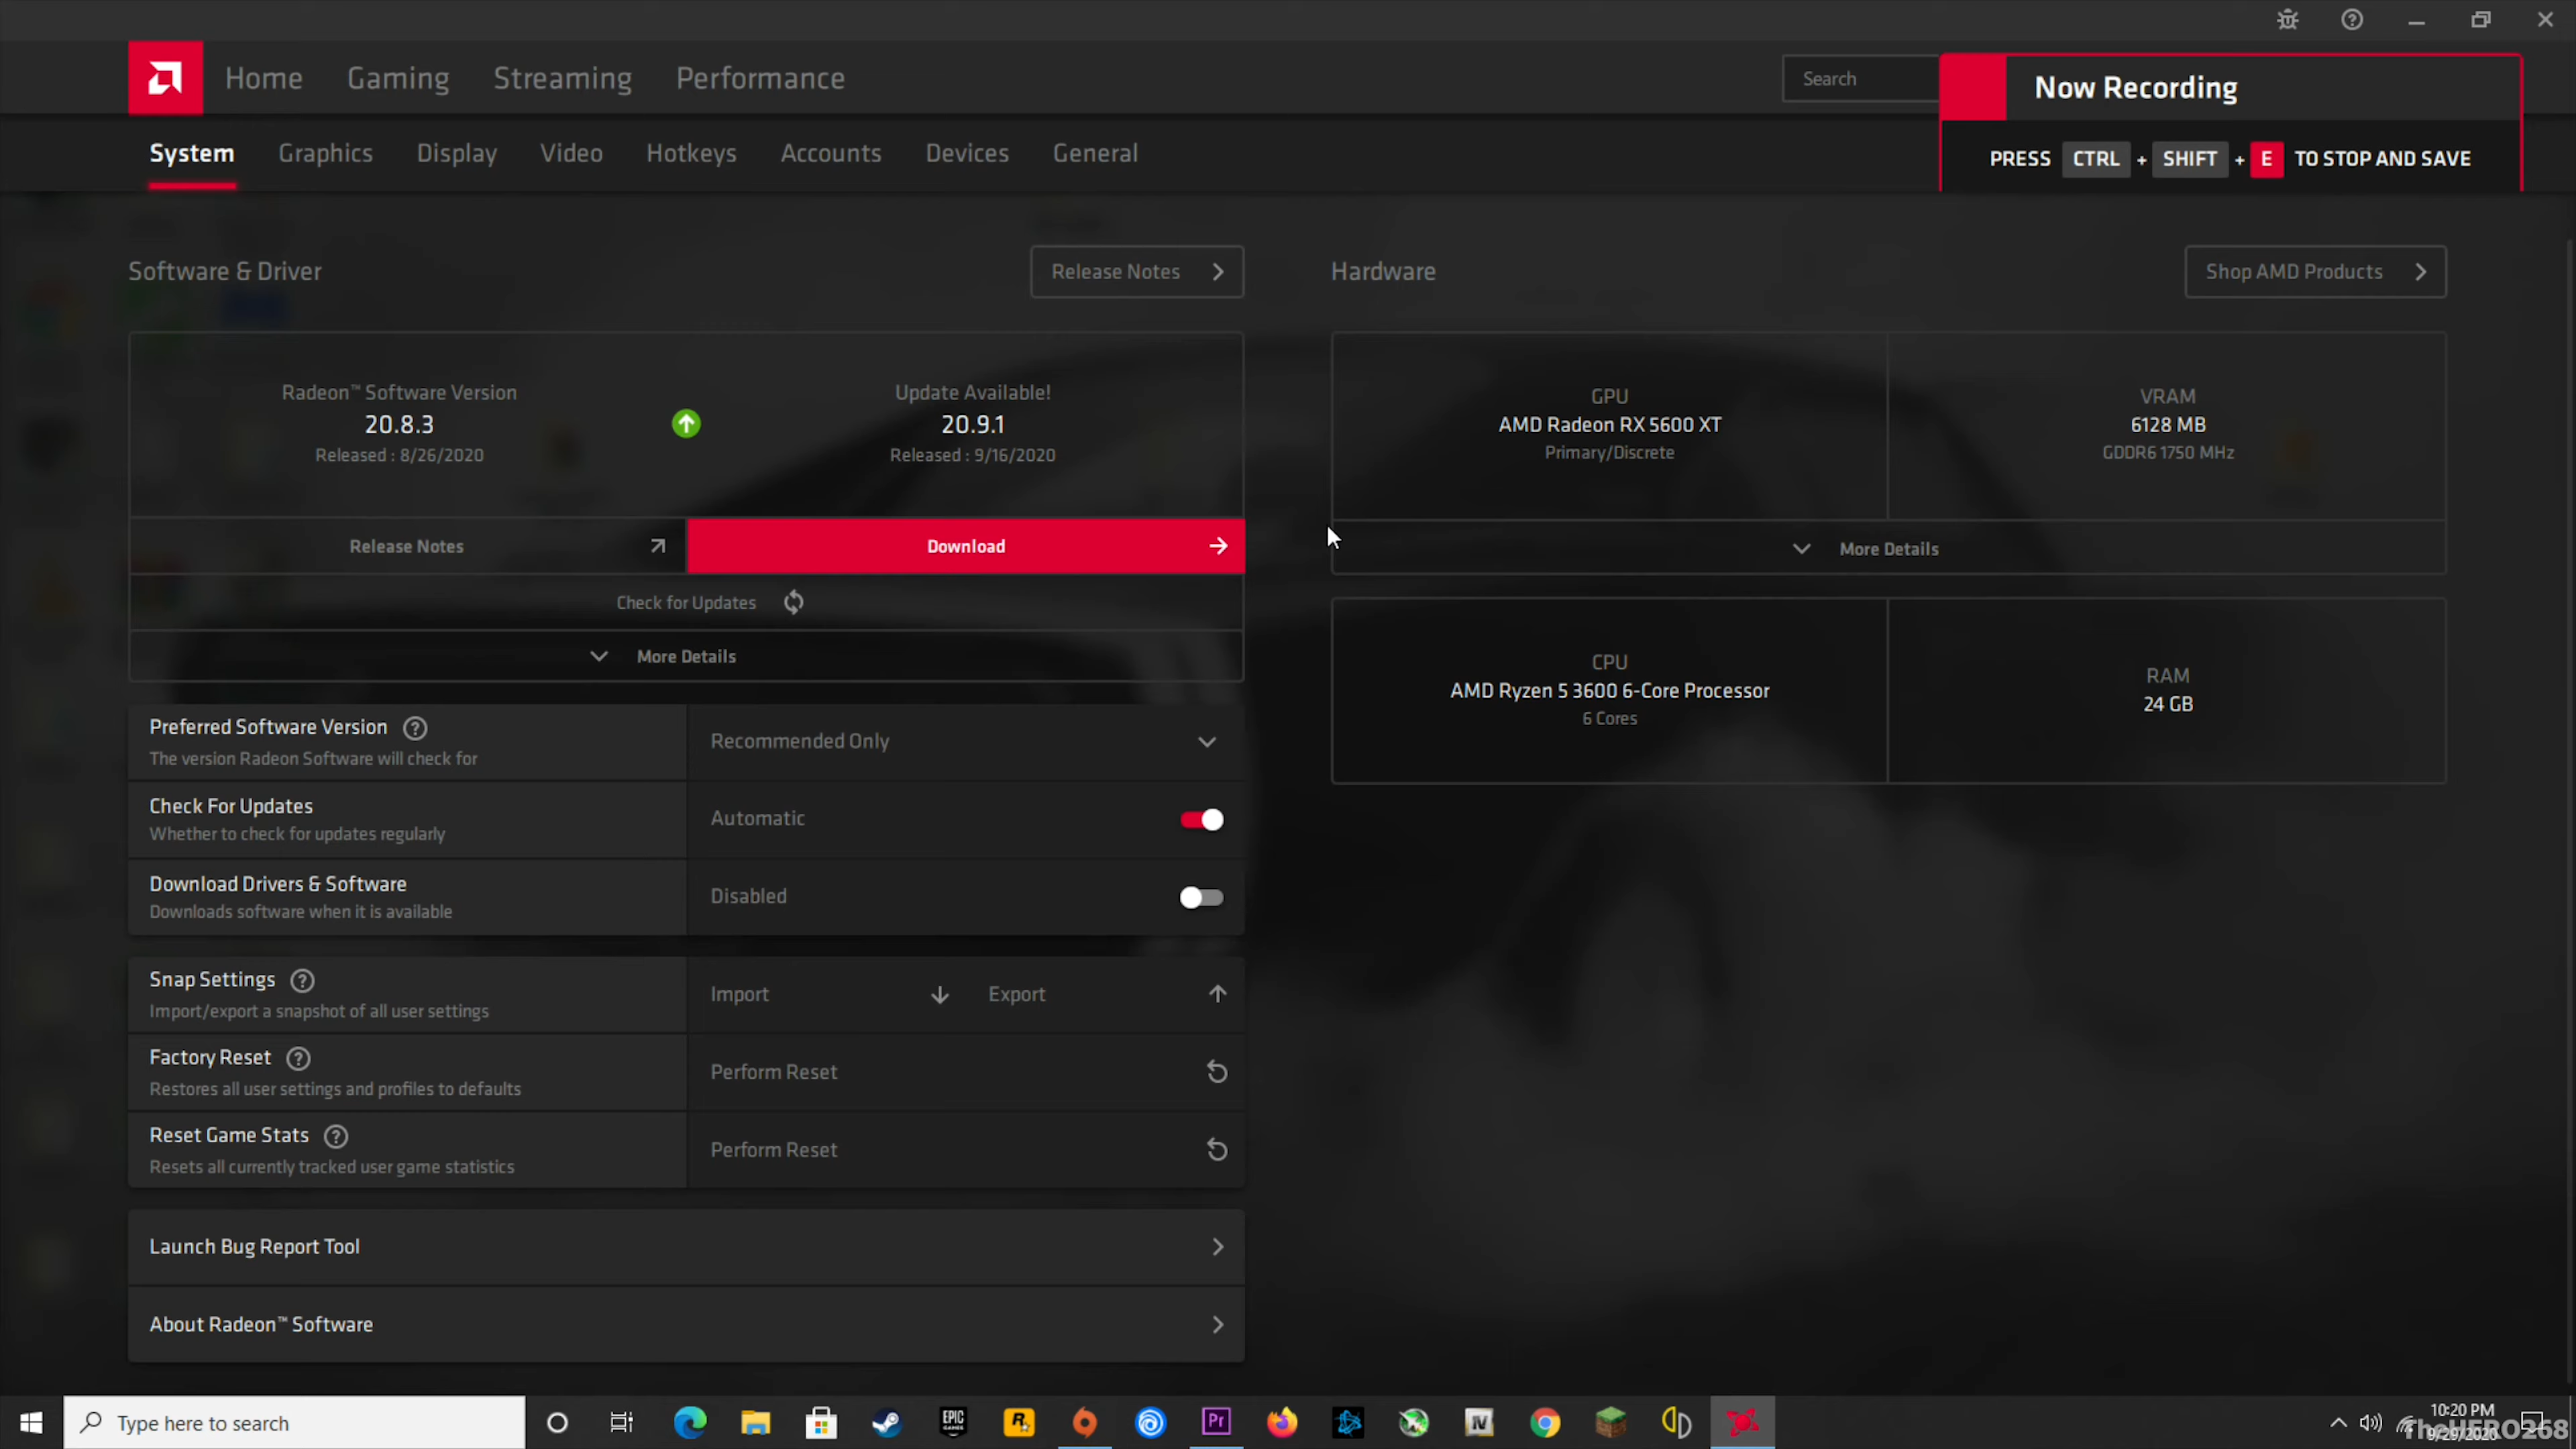 Home Gaming Streaming Performance
Search
Now Recording
PRESS CTRL + SHIFT + E TO STOP AND SAVE
System Graphics Display Video Hotkeys Accounts Devices General
Software & Driver
Release Notes
Radeon™ Software Version
20.8.3
Released : 8/26/2020
Update Available!
20.9.1
Released : 9/16/2020
Release Notes
Download
Check for Updates
More Details
Preferred Software Version
The version Radeon Software will check for
Recommended Only
Check For Updates
Whether to check for updates regularly
Automatic
Download Drivers & Software
Downloads software when it is available
Disabled
Snap Settings
Import/export a snapshot of all user settings
Import
Export
Factory Reset
Restores all user settings and profiles to defaults
Perform Reset
Reset Game Stats
Resets all currently tracked user game statistics
Perform Reset
Launch Bug Report Tool
About Radeon™ Software
Hardware
Shop AMD Products
GPU
AMD Radeon RX 5600 XT
Primary/Discrete
VRAM
6128 MB
GDDR6 1750 MHz
More Details
CPU
AMD Ryzen 5 3600 6-Core Processor
6 Cores
RAM
24 GB
Type here to search
EPIC GAMES
R
Pr
IV
10:20 PM
9/29/2020
TheHERO268